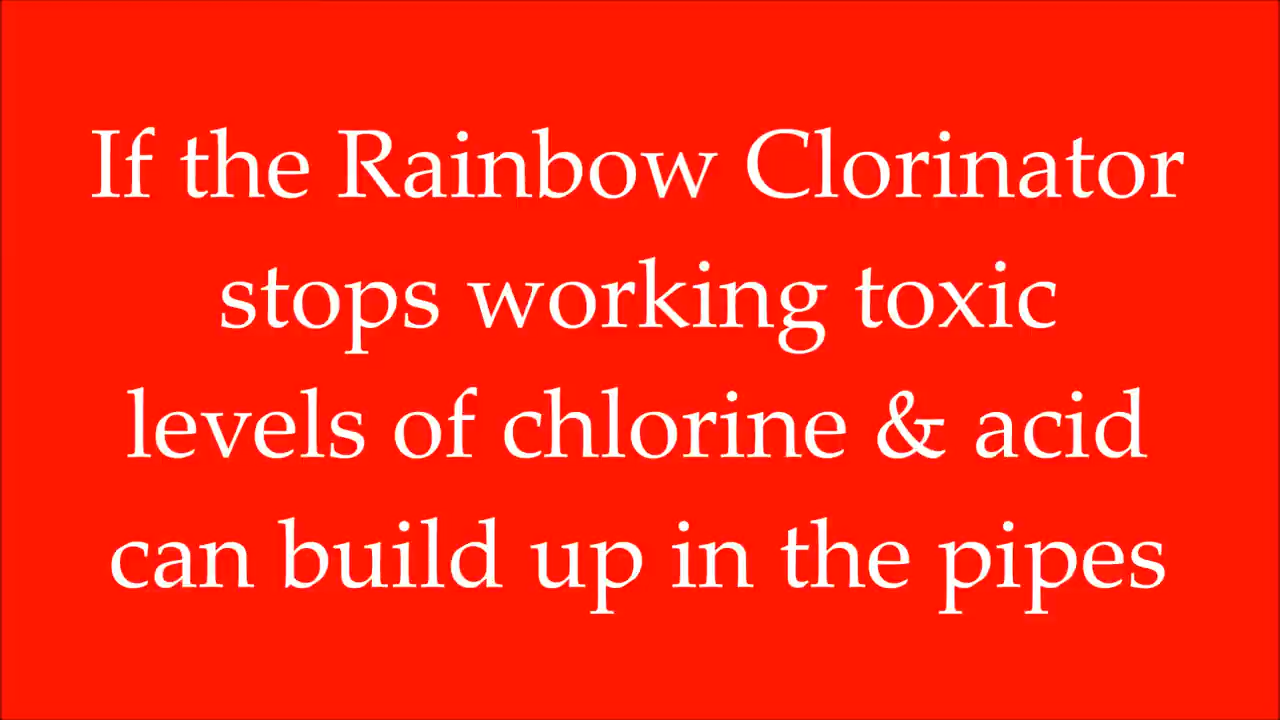 If the Rainbow Clorinator
stops working toxic
levels of chlorine & acid
can build up in the pipes